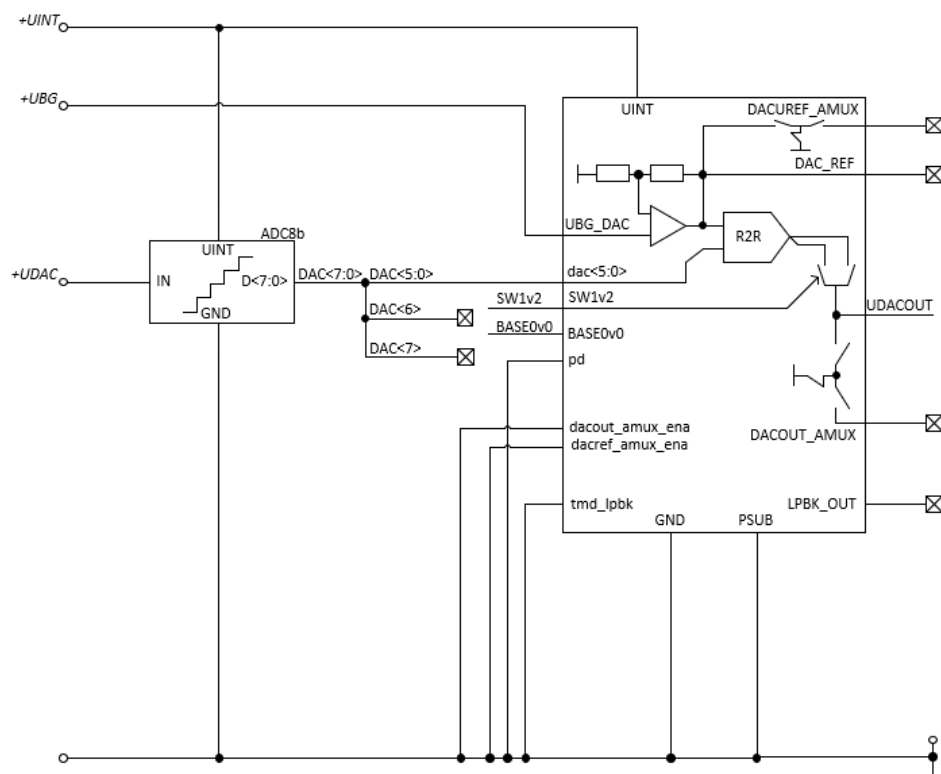 +UINT
+UBG
UINT
DACUREF_AMUX
DAC_REF
UBG_DAC
R2R
ADC8b
UINT
+UDAC
IN
D<7:0>
GND
DAC<7:0>
DAC<5:0>
dac<5:0>
DAC<6>
SW1v2
SW1v2
UDACOUT
BASE0v0
BASE0v0
DAC<7>
pd
dacout_amux_ena
DACOUT_AMUX
dacref_amux_ena
tmd_lpbk
LPBK_OUT
GND
PSUB